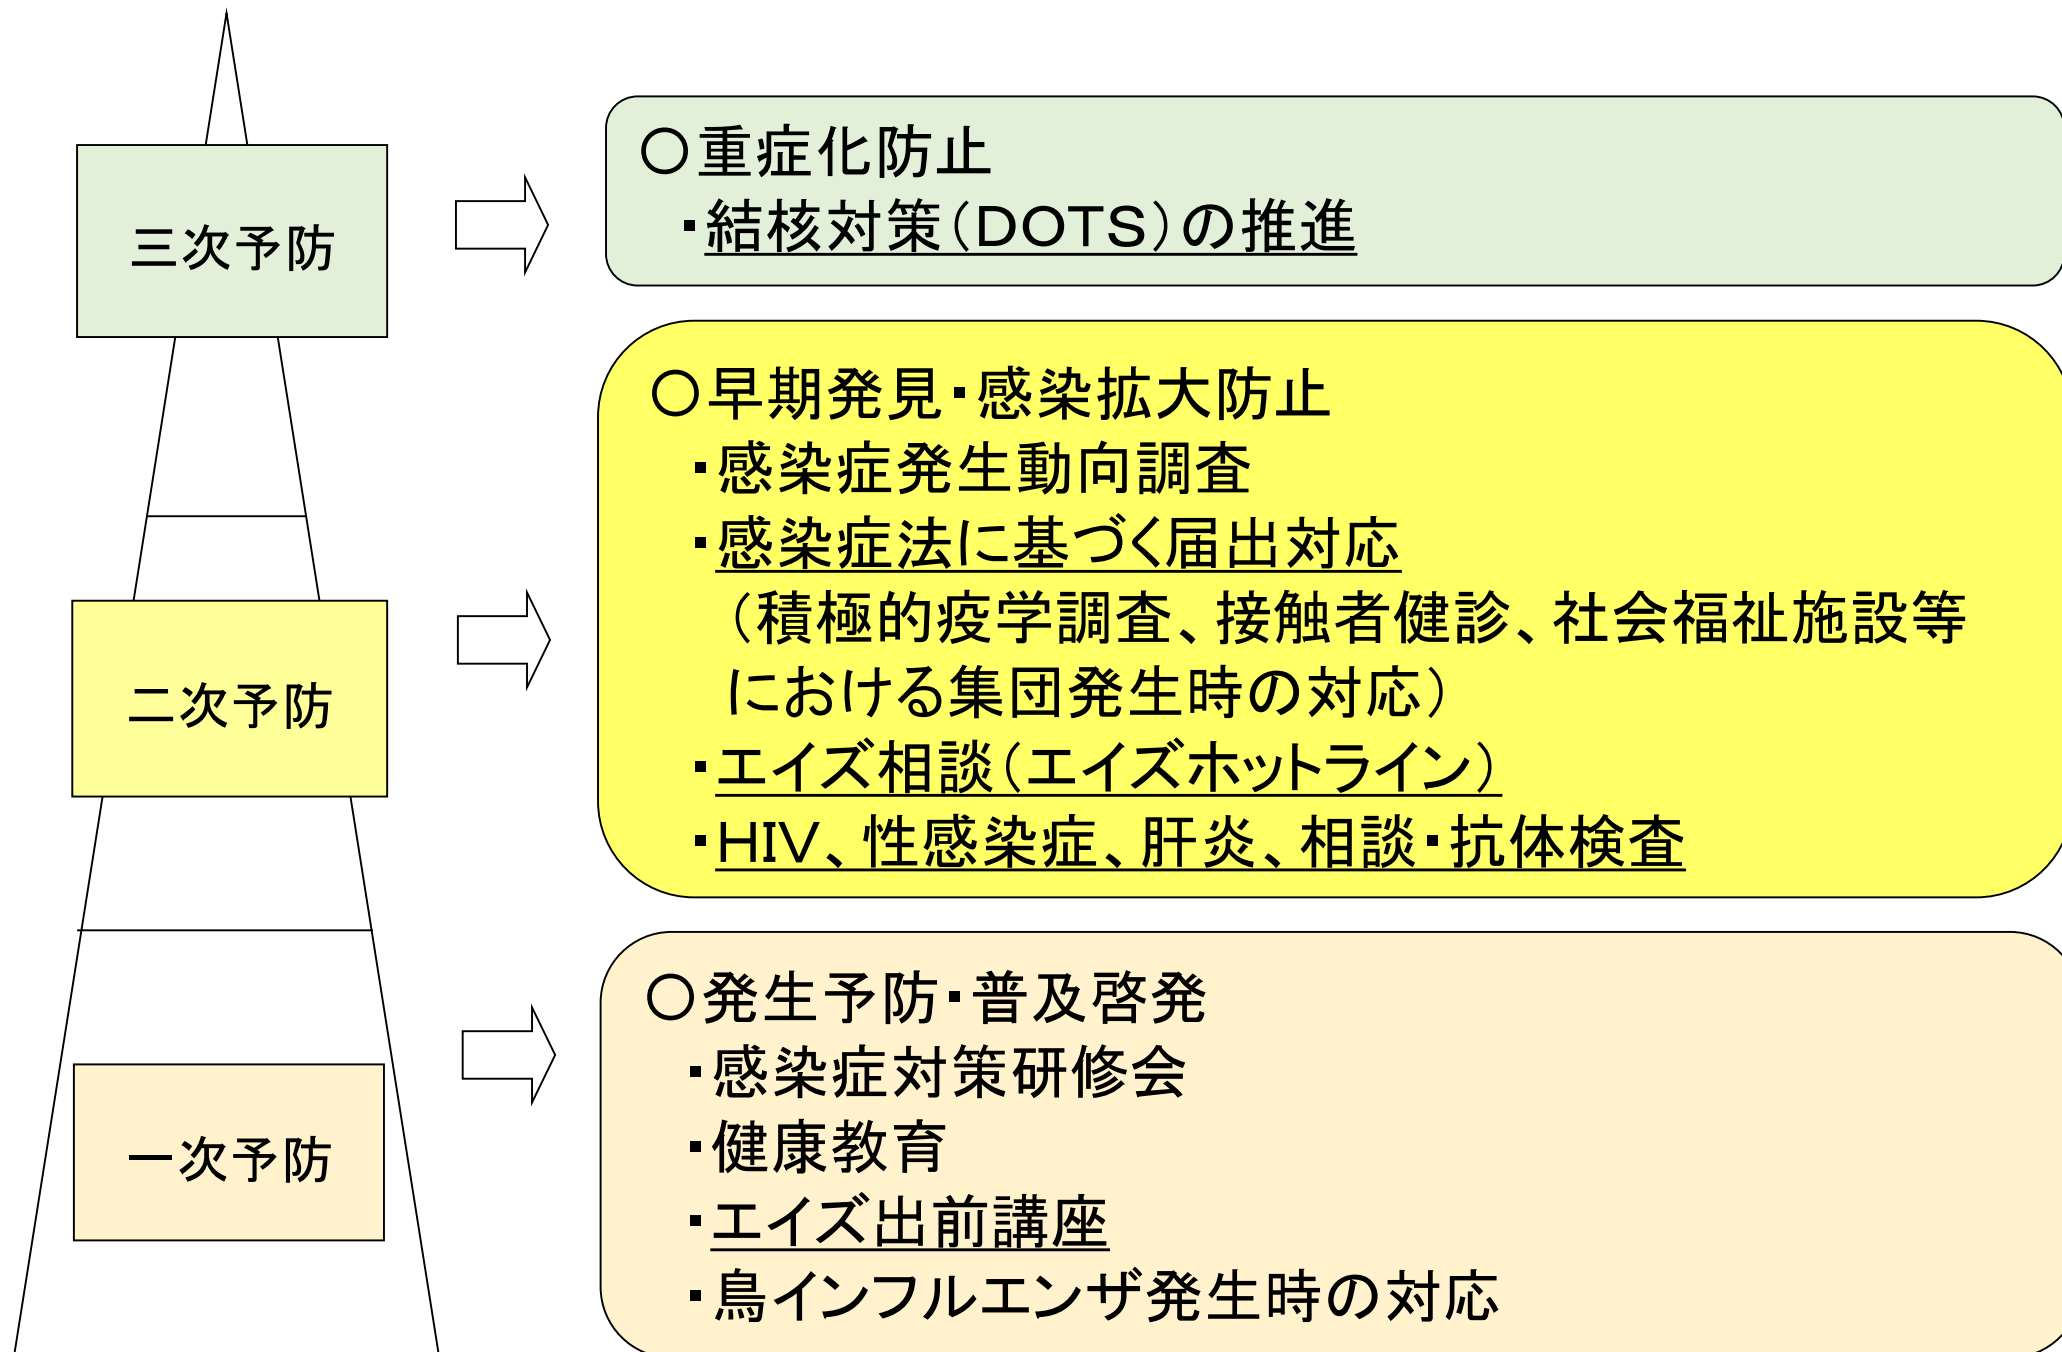 三次予防
〇重症化防止
・結核対策（DOTS）の推進
二次予防
〇早期発見・感染拡大防止
・感染症発生動向調査
・感染症法に基づく届出対応
（積極的疫学調査、接触者健診、社会福祉施設等
における集団発生時の対応）
・エイズ相談（エイズホットライン）
・HIV、性感染症、肝炎、相談・抗体検査
一次予防
〇発生予防・普及啓発
・感染症対策研修会
・健康教育
・エイズ出前講座
・鳥インフルエンザ発生時の対応